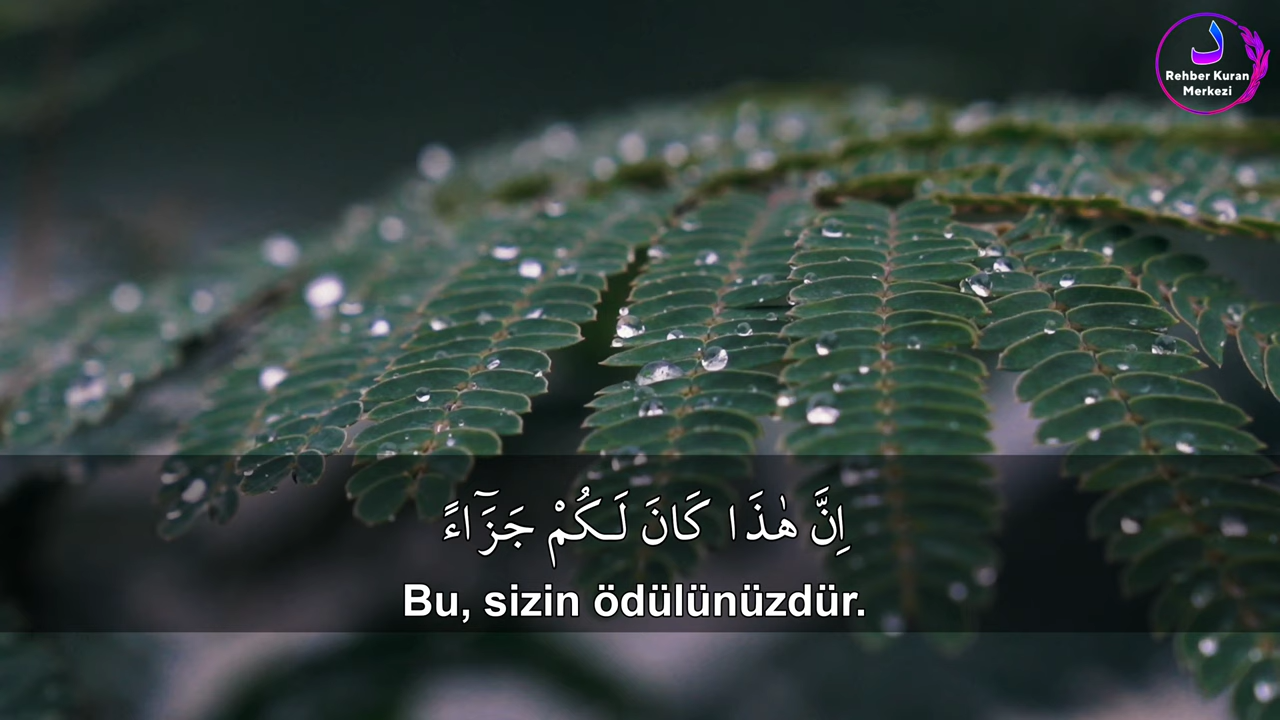 Rehber Kuran
Merkezi
اِنَّ هٰذَا كَانَ لَكُمْ جَزَٓاءً
Bu, sizin ödülünüzdür.